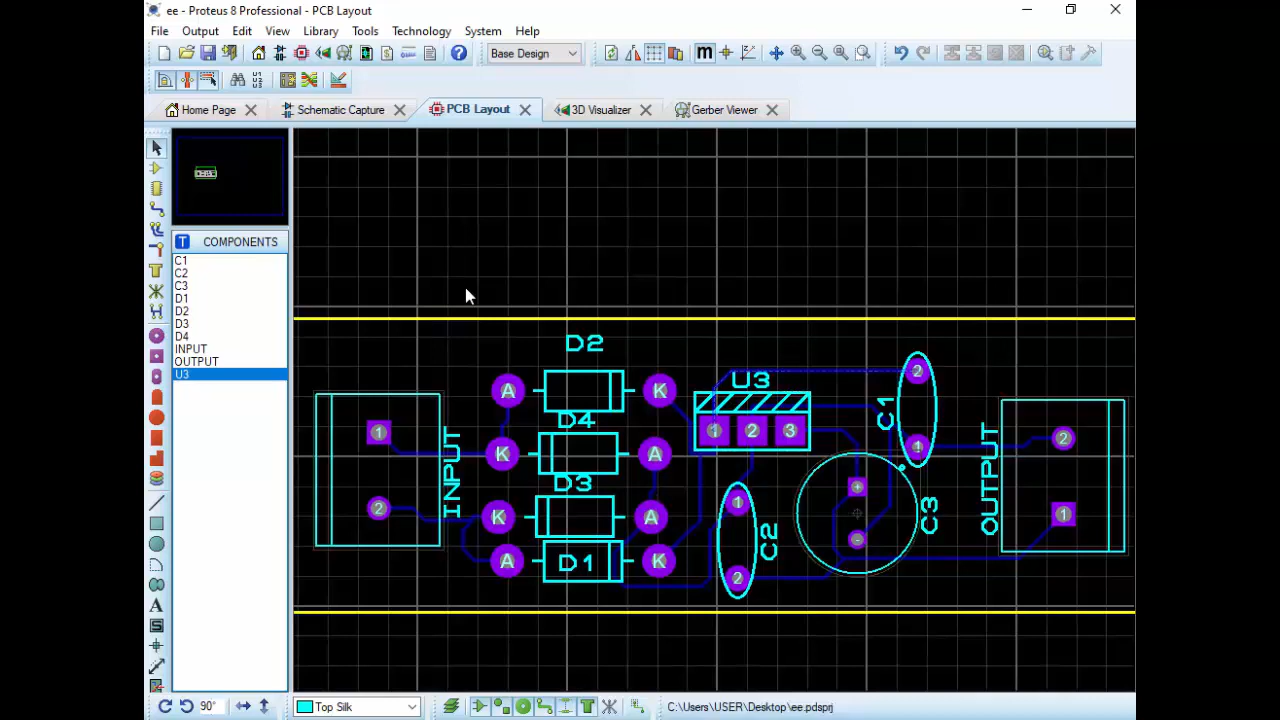 ee - Proteus 8 Professional - PCB Layout
File Output Edit View Library Tools Technology System Help
Base Design
m
Home Page Schematic Capture PCB Layout 3D Visualizer Gerber Viewer
T COMPONENTS
C1
C2
C3
D1
D2
D3
D4
INPUT
OUTPUT
U3
D2
A K
U3
2
1 INPUT K D4 A 1 2 3 C1 1 2 OUTPUT
D3
2 K A 1 C2 + C3 1
A D1 K 2 -
A
S
90°
Top Silk
C:\Users\USER\Desktop\ee.pdsprj